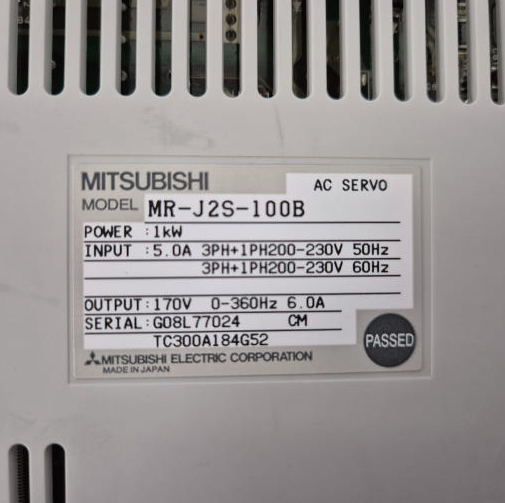 MITSUBISHI
AC SERVO
MODEL MR-J2S-100B
POWER :1kW
INPUT :5.0A 3PH+1PH200-230V 50Hz
3PH+1PH200-230V 60Hz
OUTPUT:170V 0-360Hz 6.0A
SERIAL:G08L77024 CM
TC300A184G52
PASSED
MITSUBISHI ELECTRIC CORPORATION
MADE IN JAPAN